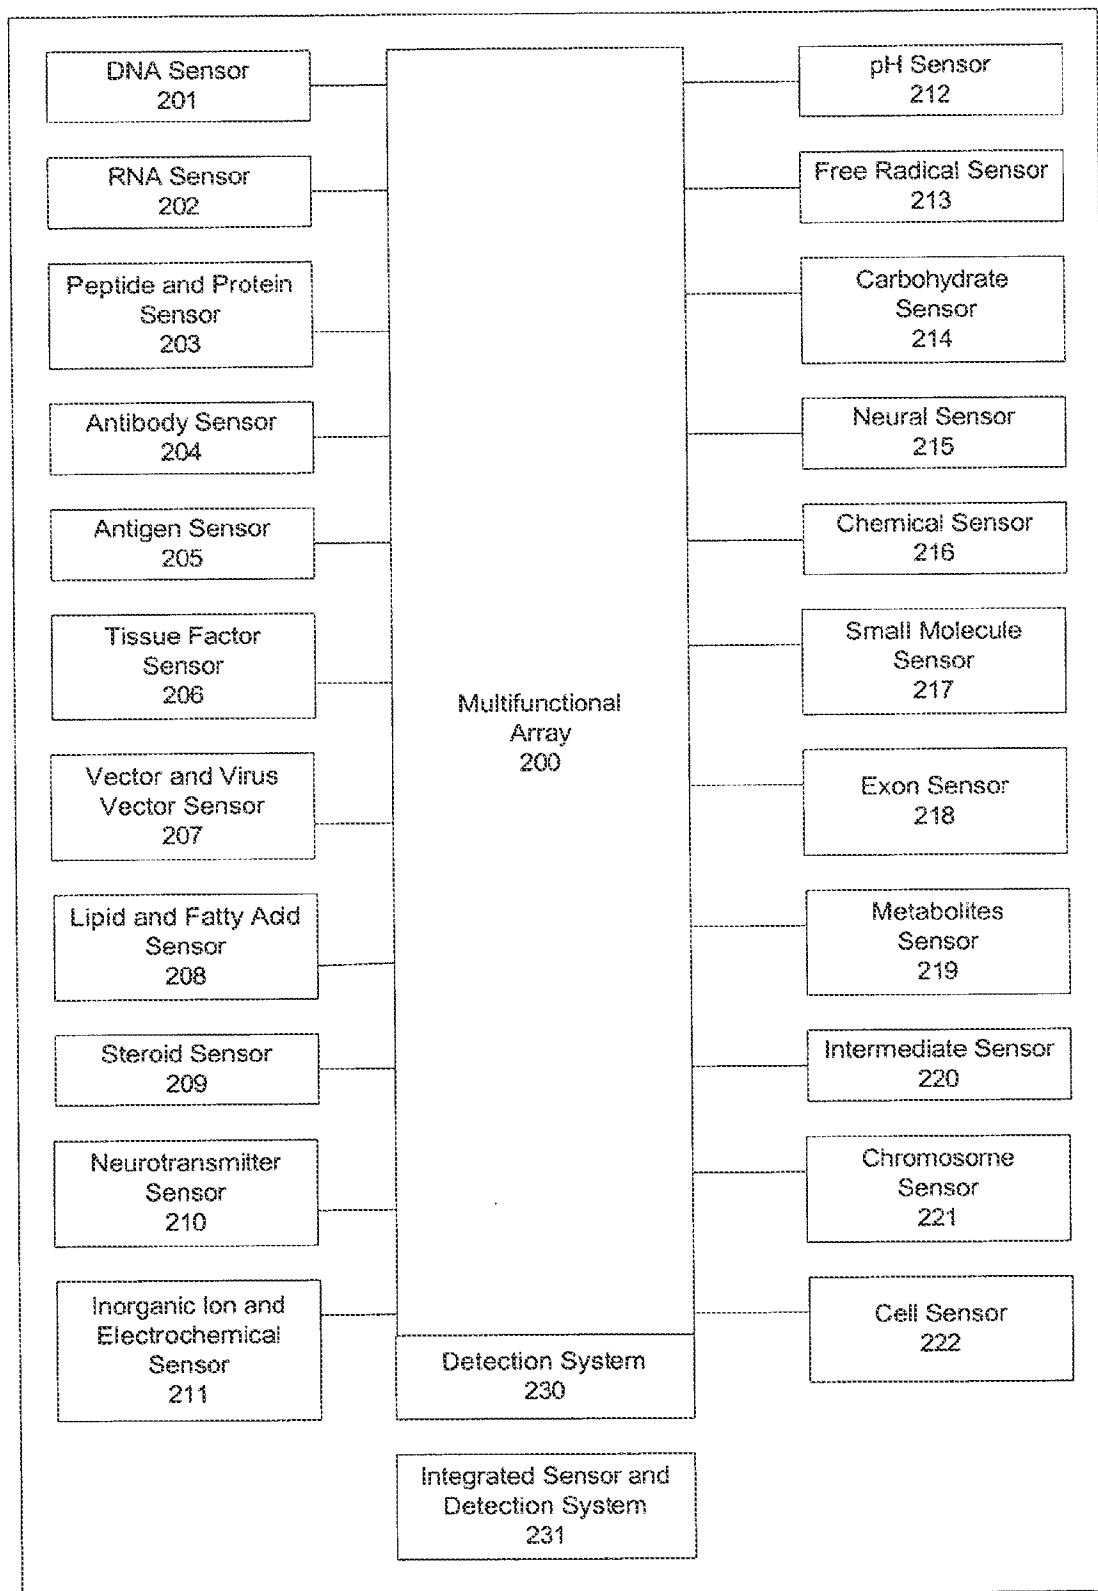 DNA Sensor
201
RNA Sensor
202
Peptide and Protein
Sensor
203
Antibody Sensor
204
Antigen Sensor
205
Tissue Factor
Sensor
206
Vector and Virus
Vector Sensor
207
Lipid and Fatty Acid
Sensor
208
Steroid Sensor
209
Neurotransmitter
Sensor
210
Inorganic Ion and
Electrochemical
Sensor
211
Multifunctional
Array
200
Detection System
230
Integrated Sensor and
Detection System
231
pH Sensor
212
Free Radical Sensor
213
Carbohydrate
Sensor
214
Neural Sensor
215
Chemical Sensor
216
Small Molecule
Sensor
217
Exon Sensor
218
Metabolites
Sensor
219
Intermediate Sensor
220
Chromosome
Sensor
221
Cell Sensor
222